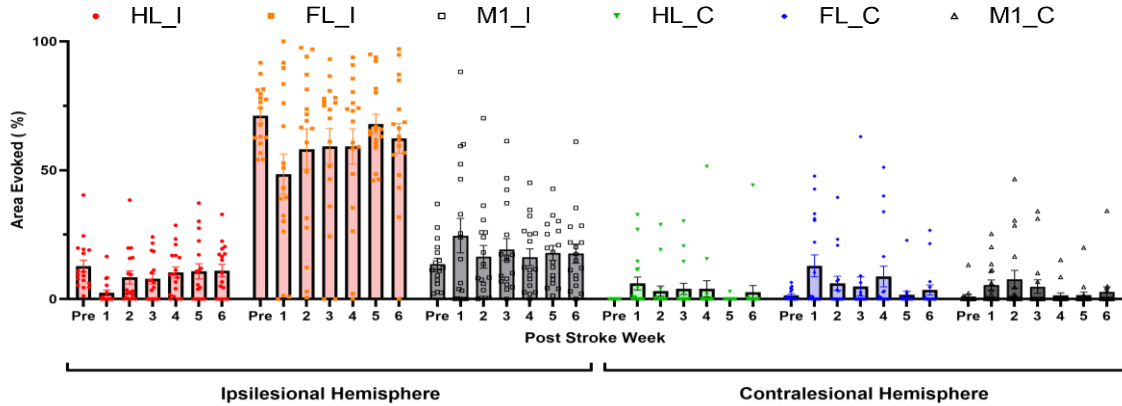 HL_I FL_I M1_I HL_C FL_C M1_C
100
50
0
Area Evoked ( %)
Pre 1 2 3 4 5 6 Pre 1 2 3 4 5 6 Pre 1 2 3 4 5 6 Pre 1 2 3 4 5 6 Pre 1 2 3 4 5 6 Pre 1 2 3 4 5 6
Post Stroke Week
Ipsilesional Hemisphere Contralesional Hemisphere